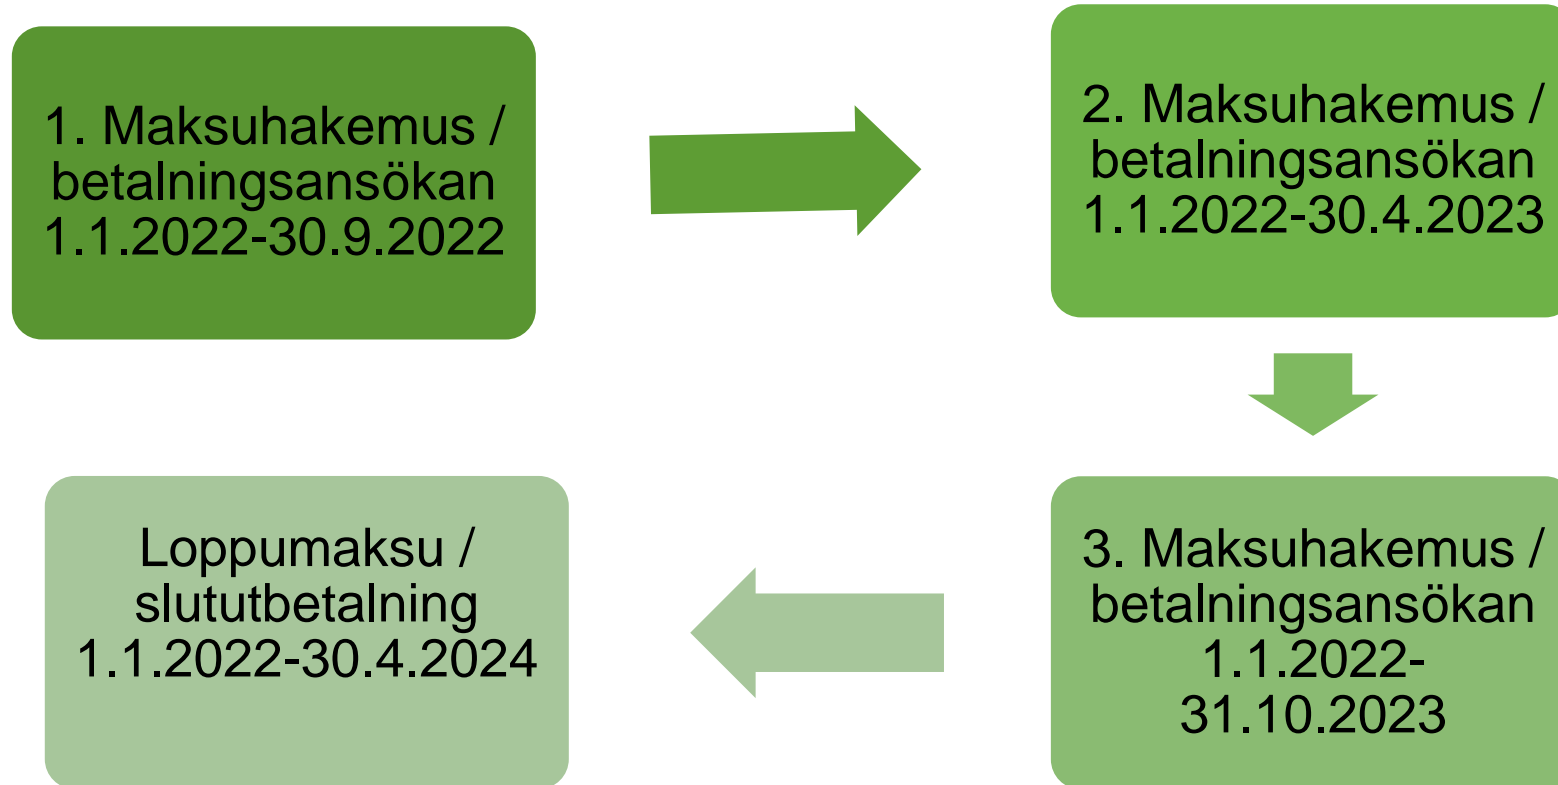 1. Maksuhakemus /
betalningsansökan
1.1.2022-30.9.2022
2. Maksuhakemus /
betalningsansökan
1.1.2022-30.4.2023
3. Maksuhakemus /
betalningsansökan
1.1.2022-
31.10.2023
Loppumaksu /
slututbetalning
1.1.2022-30.4.2024